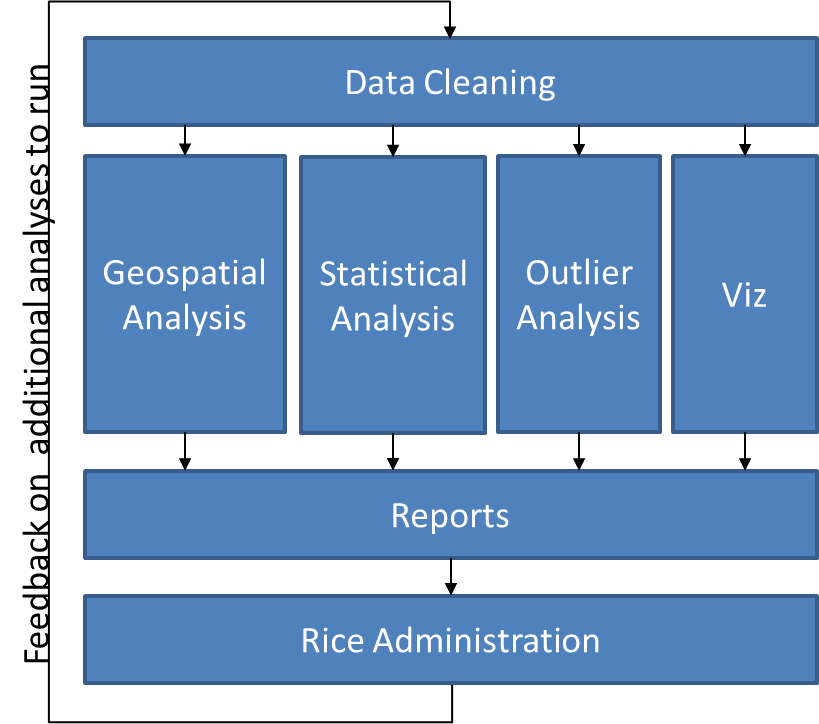 Feedback on additional analyses to run
Data Cleaning
Geospatial
Analysis
Statistical
Analysis
Outlier
Analysis
Viz
Reports
Rice Administration